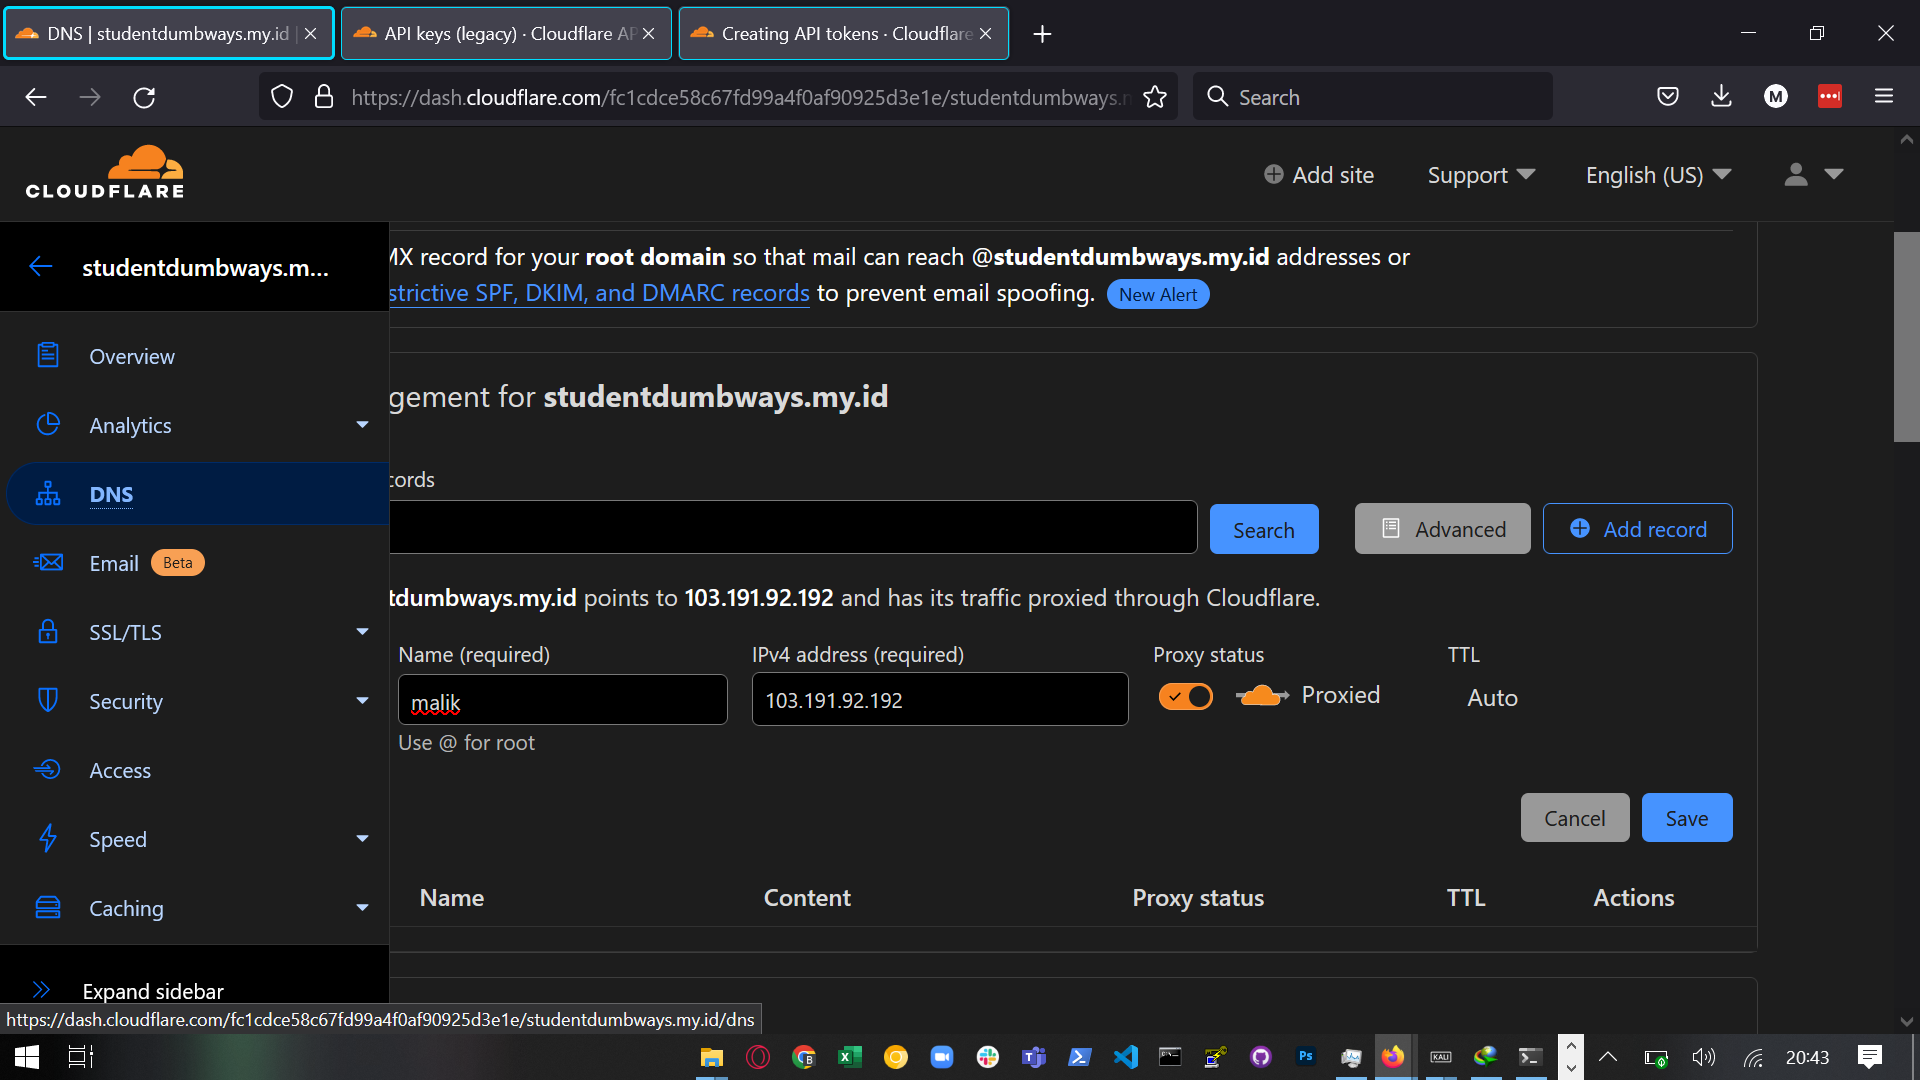 DNS | studentdumbways.my.id |
API keys (legacy) · Cloudflare AP
Creating API tokens · Cloudflare
https://dash.cloudflare.com/fc1cdce58c67fd99a4f0af90925d3e1e/studentdumbways.m
Search
M
CLOUDFLARE
Add site
Support
English (US)
studentdumbways.m...
MX record for your root domain so that mail can reach @studentdumbways.my.id addresses or
strictive SPF, DKIM, and DMARC records to prevent email spoofing. New Alert
Overview
Analytics
DNS
Email Beta
SSL/TLS
Security
Access
Speed
Caching
Expand sidebar
gement for studentdumbways.my.id
cords
Search
Advanced
Add record
tdumbways.my.id points to 103.191.92.192 and has its traffic proxied through Cloudflare.
Name (required)
IPv4 address (required)
Proxy status
TTL
malik
103.191.92.192
Proxied
Auto
Use @ for root
Cancel
Save
Name
Content
Proxy status
TTL
Actions
https://dash.cloudflare.com/fc1cdce58c67fd99a4f0af90925d3e1e/studentdumbways.my.id/dns
Ps
KALI
20:43